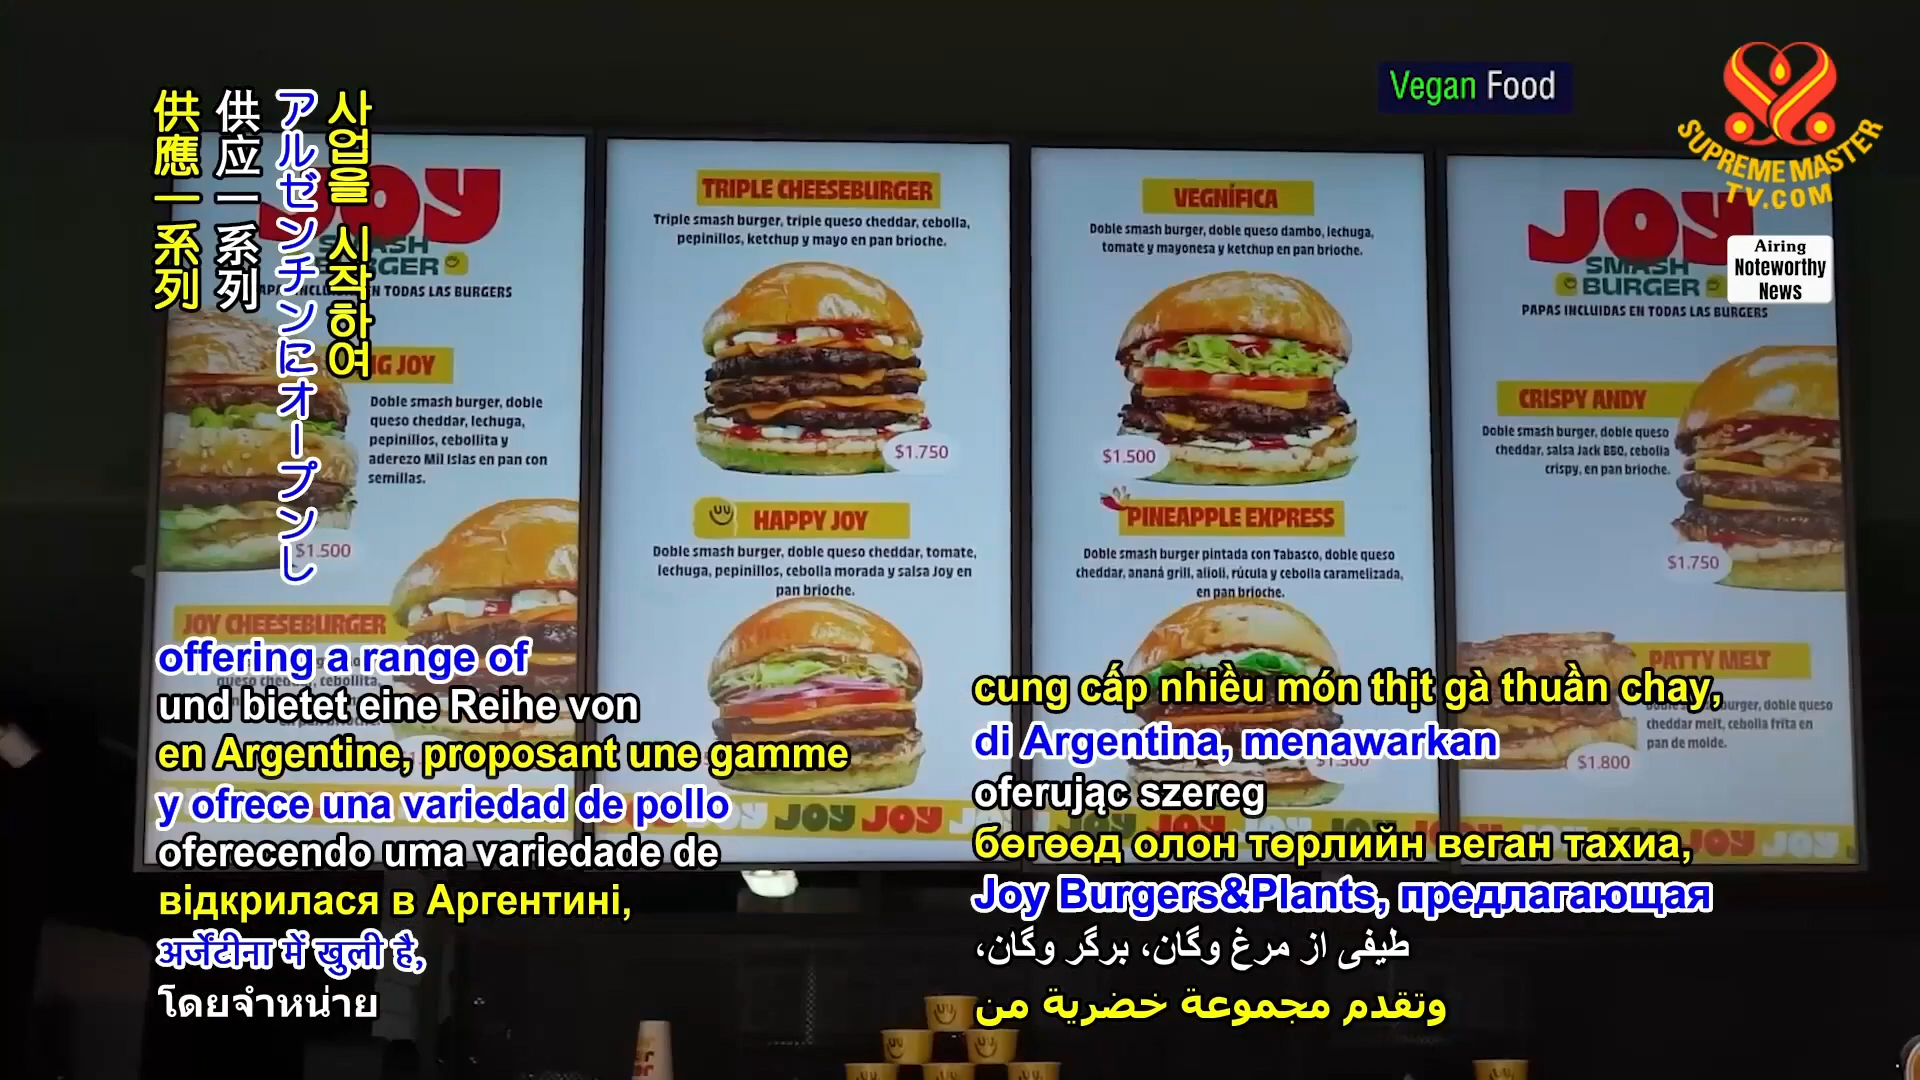 Vegan Food
SUPREME MASTER
TV.COM
Airing
Noteworthy
News
사업을 시작하여
アルゼンチンにオープンし
供应一系列
供應一系列
JOY
SMASH
BURGER
EN TODAS LAS BURGERS
JOY
Doble smash burger, doble
queso cheddar, lechuga,
pepinillos, cebollita y
aderezo Mil Islas en pan con
semillas.
$1.500
JOY CHEESEBURGER
TRIPLE CHEESEBURGER
Triple smash burger, triple queso cheddar, cebolla,
pepinillos, ketchup y mayo en pan brioche.
$1.750
HAPPY JOY
Doble smash burger, doble queso cheddar, tomate,
lechuga, pepinillos, cebolla morada y salsa Joy en
pan brioche.
VEGNÍFICA
Doble smash burger, doble queso dambo, lechuga,
tomate y mayonesa y ketchup en pan brioche.
$1.500
PINEAPPLE EXPRESS
Doble smash burger pintada con Tabasco, doble queso
cheddar, ananá grill, alioli, rúcula y cebolla caramelizada,
en pan brioche.
JOY
SMASH
BURGER
PAPAS INCLUIDAS EN TODAS LAS BURGERS
CRISPY ANDY
Doble smash burger, doble queso
cheddar, salsa Jack BBQ, cebolla
crispy, en pan brioche.
$1.750
PATTY MELT
burger, doble queso
cheddar melt, cebolla frita en
pan de molde.
$1.800
JOY JOY
offering a range of
und bietet eine Reihe von
en Argentine, proposant une gamme
y ofrece una variedad de pollo
oferecendo uma variedade de
відкрилася в Аргентині,
अर्जेंटीना में खुली है,
โดยจำหน่าย
cung cấp nhiều món thịt gà thuần chay,
di Argentina, menawarkan
oferując szereg
бөгөөд олон төрлийн веган тахиа,
Joy Burgers&Plants, предлагающая
طیفی از مرغ وگان، برگر وگان،
وتقدم مجموعة خضرية من